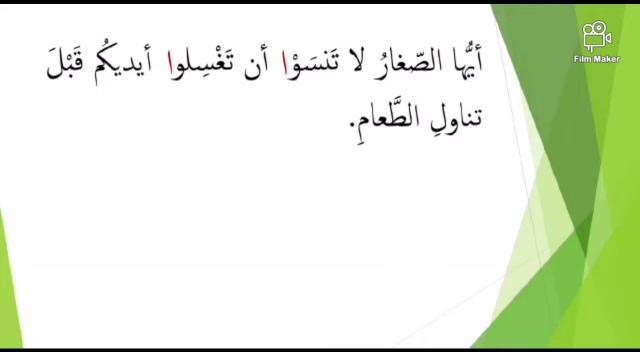 أيُّها الصّغارُ لا تَنسَوْا أن تَغْسِلوا أيديكُم قَبْلَ
تناولِ الطَّعامِ.
Film Maker